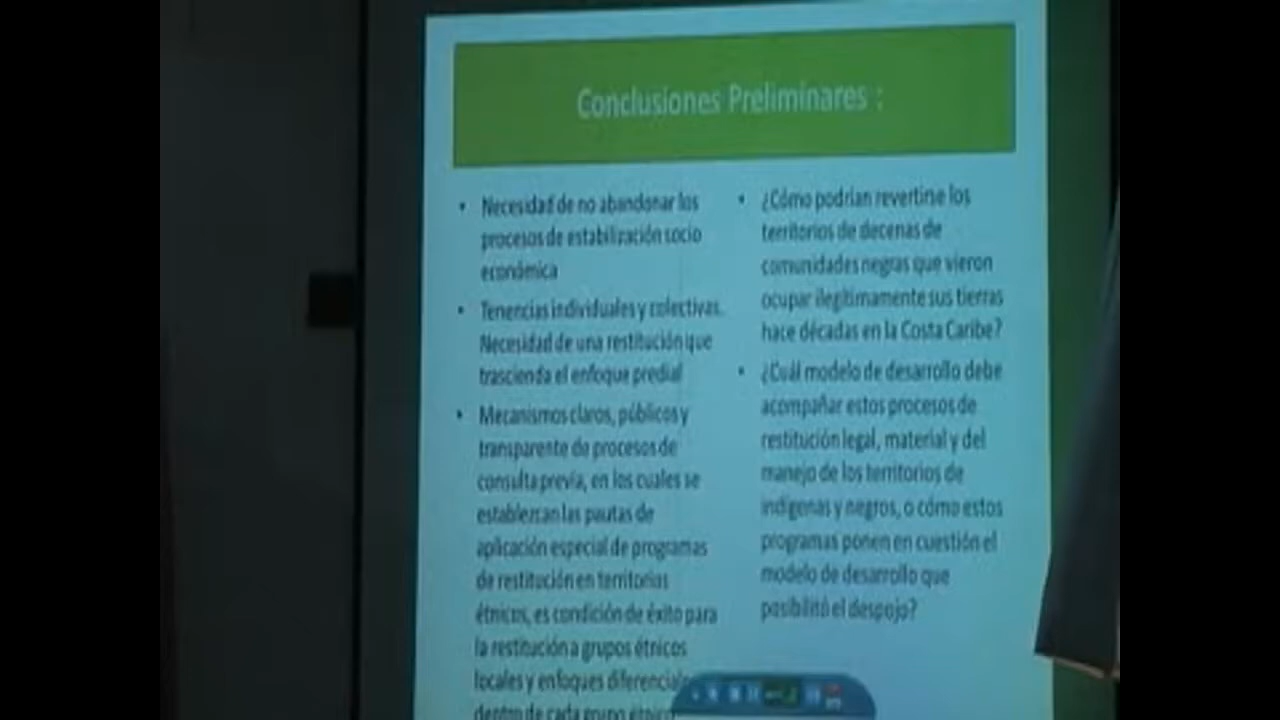 Conclusiones Preliminares :
• Necesidad de no abandonar los
procesos de estabilización socio
económica
• Tenencias individuales y colectivas.
Necesidad de una restitución que
trascienda el enfoque predial
• Mecanismos claros, públicos y
transparente de procesos de
consulta previa, en los cuales se
establezcan las pautas de
aplicación especial de programas
de restitución en territorios
étnicos, es condición de éxito para
la restitución a grupos étnicos
locales y enfoques diferenciales
dentro de cada grupo étnico
• ¿Cómo podrían revertirse los
territorios de decenas de
comunidades negras que vieron
ocupar ilegítimamente sus tierras
hace décadas en la Costa Caribe?
• ¿Cuál modelo de desarrollo debe
acompañar estos procesos de
restitución legal, material y del
manejo de los territorios de
indígenas y negros, o cómo estos
programas ponen en cuestión el
modelo de desarrollo que
posibilitó el despojo?